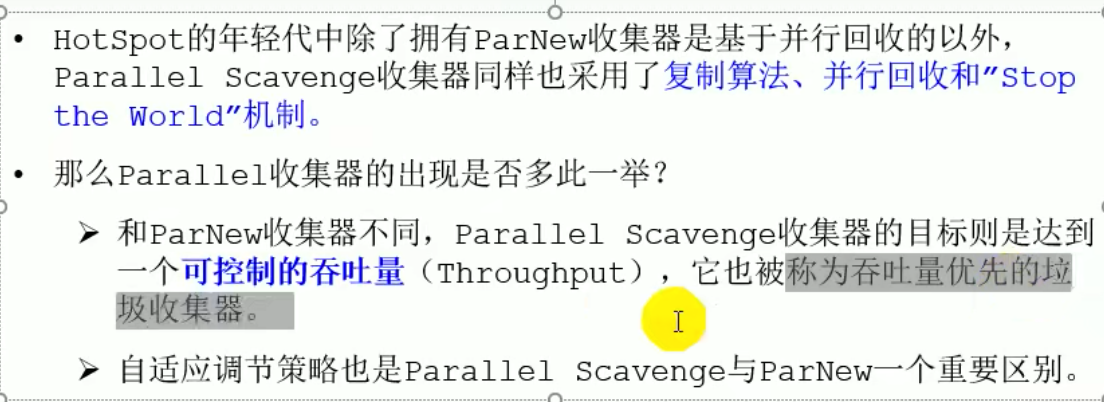 • HotSpot的年轻代中除了拥有ParNew收集器是基于并行回收的以外，
Parallel Scavenge收集器同样也采用了复制算法、并行回收和"Stop
the World"机制。
• 那么Parallel收集器的出现是否多此一举？
➢ 和ParNew收集器不同，Parallel Scavenge收集器的目标则是达到
一个可控制的吞吐量（Throughput），它也被称为吞吐量优先的垃
圾收集器。
➢ 自适应调节策略也是Parallel Scavenge与ParNew一个重要区别。